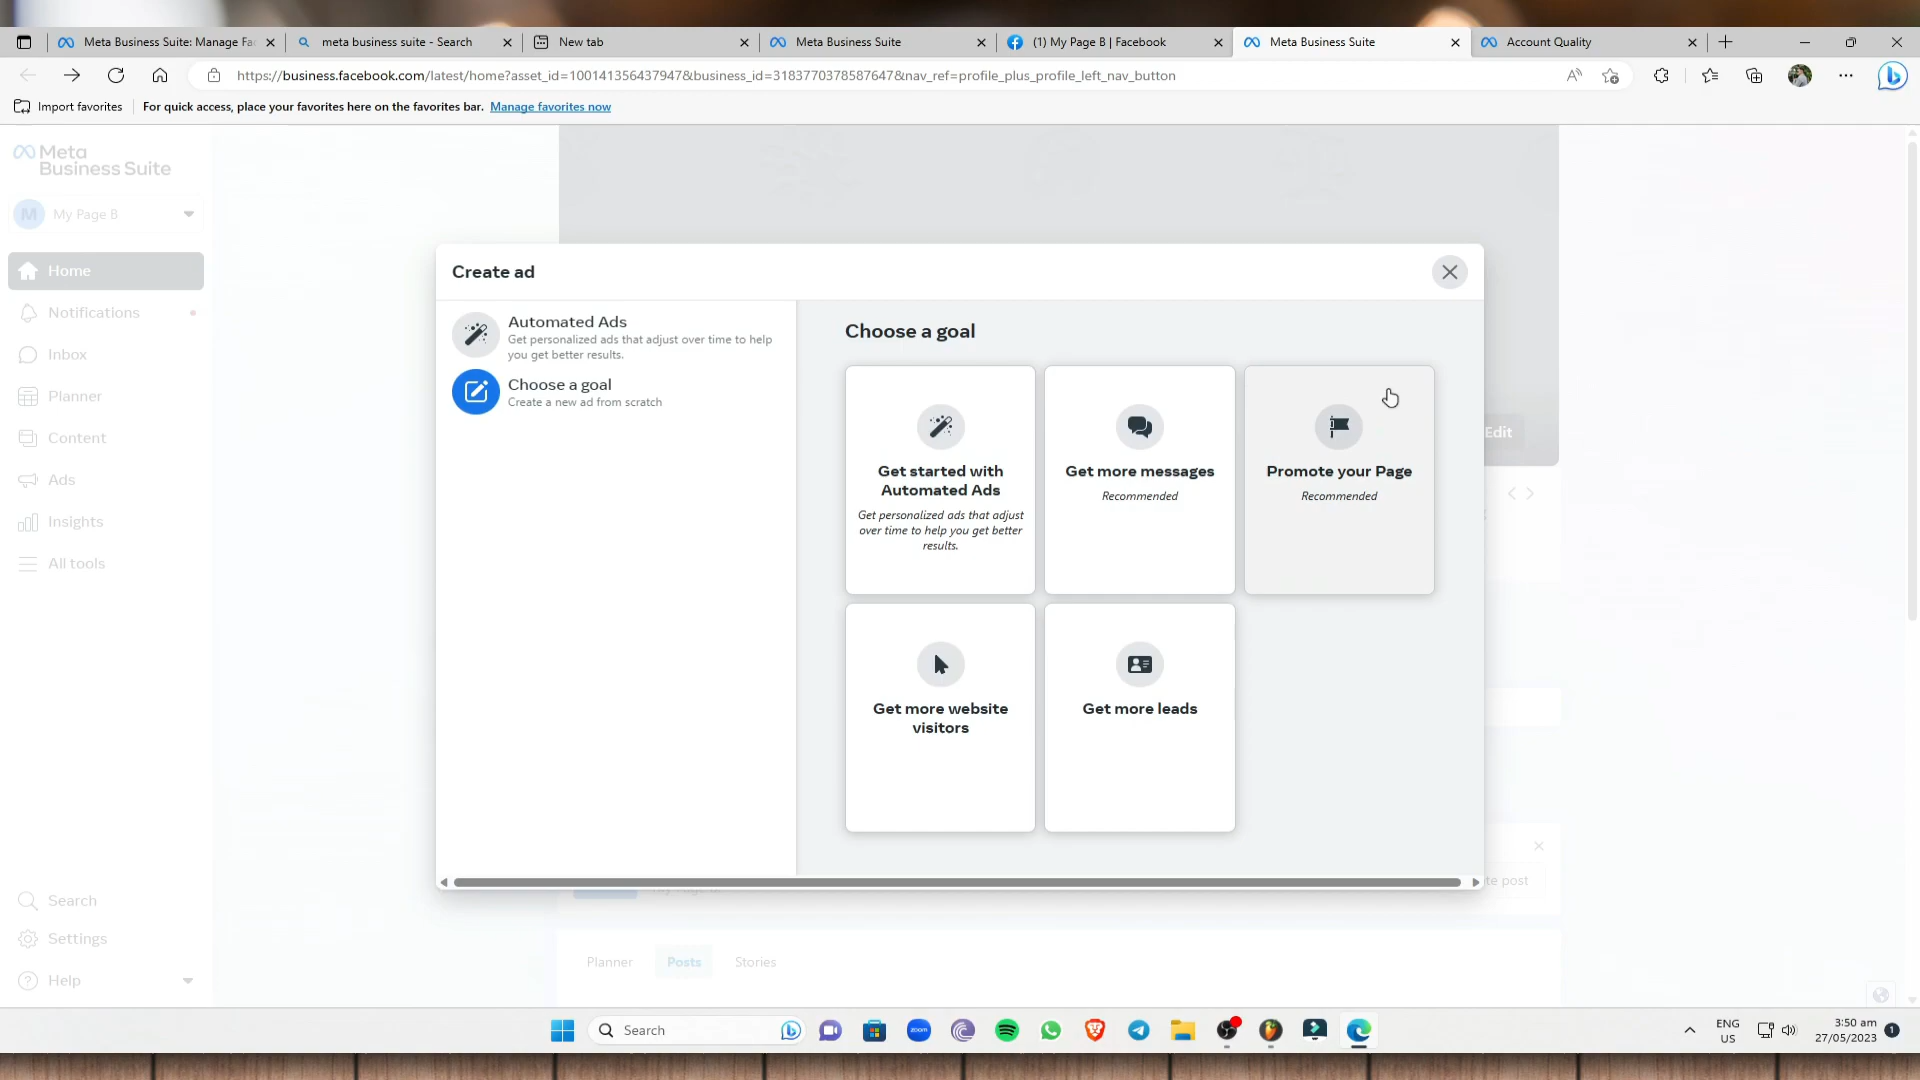 Meta Business Suite: Manage Fa
meta business suite - Search
New tab
Meta Business Suite
(1) My Page B | Facebook
Meta Business Suite
Account Quality
https://business.facebook.com/latest/home?asset_id=100141356437947&business_id=3183770378587647&nav_ref=profile_plus_profile_left_nav_button
Import favorites
For quick access, place your favorites here on the favorites bar. Manage favorites now
Meta
Business Suite
M My Page B
Home
Notifications
Inbox
Planner
Content
Ads
Insights
All tools
Search
Settings
Help
Create ad
Automated Ads
Get personalized ads that adjust over time to help
you get better results.
Choose a goal
Create a new ad from scratch
Choose a goal
Get started with
Automated Ads
Get personalized ads that adjust
over time to help you get better
results.
Get more messages
Recommended
Promote your Page
Recommended
Get more website
visitors
Get more leads
Edit
te post
Planner
Posts
Stories
Search
zoom
ENG
US
3:50 am
27/05/2023
1